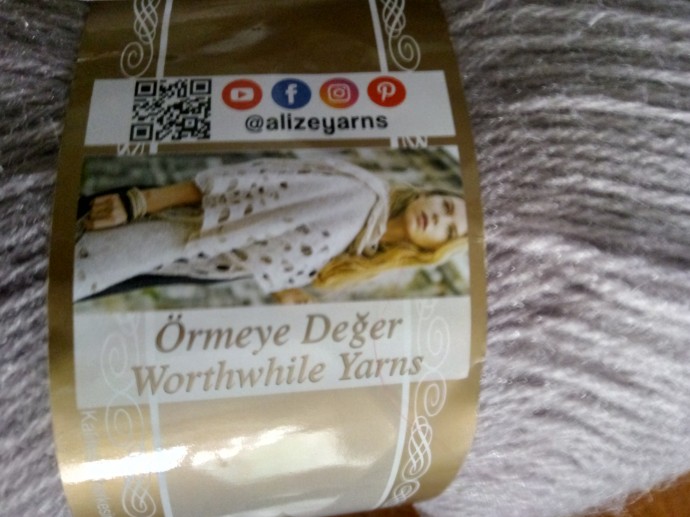 @alizeyarns
Örmeye Değer
Worthwhile Yarns